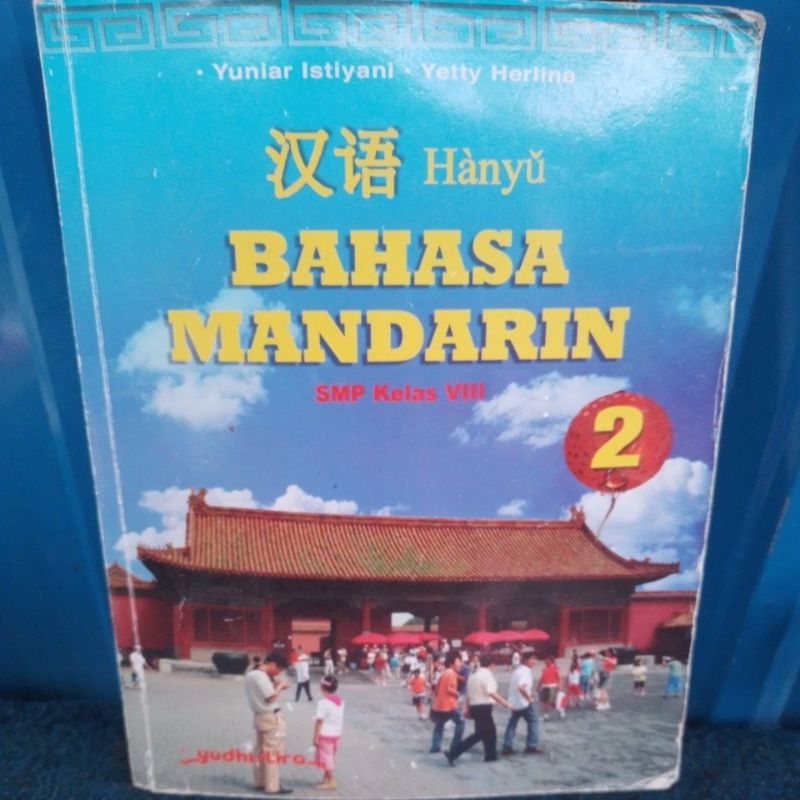 • Yuniar Istiyani • Yetty Herlina
汉语 Hànyǔ
BAHASA
MANDARIN
SMP Kelas VIII
2
yudhistira